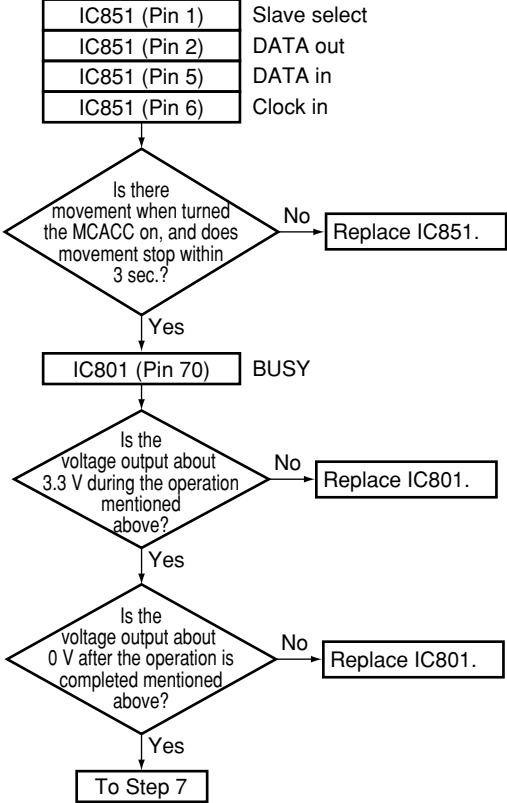 IC851 (Pin 1) Slave select
IC851 (Pin 2) DATA out
IC851 (Pin 5) DATA in
IC851 (Pin 6) Clock in
Is there
movement when turned
the MCACC on, and does
movement stop within
3 sec.?
No
Replace IC851.
Yes
IC801 (Pin 70) BUSY
Is the
voltage output about
3.3 V during the operation
mentioned
above?
No
Replace IC801.
Yes
Is the
voltage output about
0 V after the operation is
completed mentioned
above?
No
Replace IC801.
Yes
To Step 7